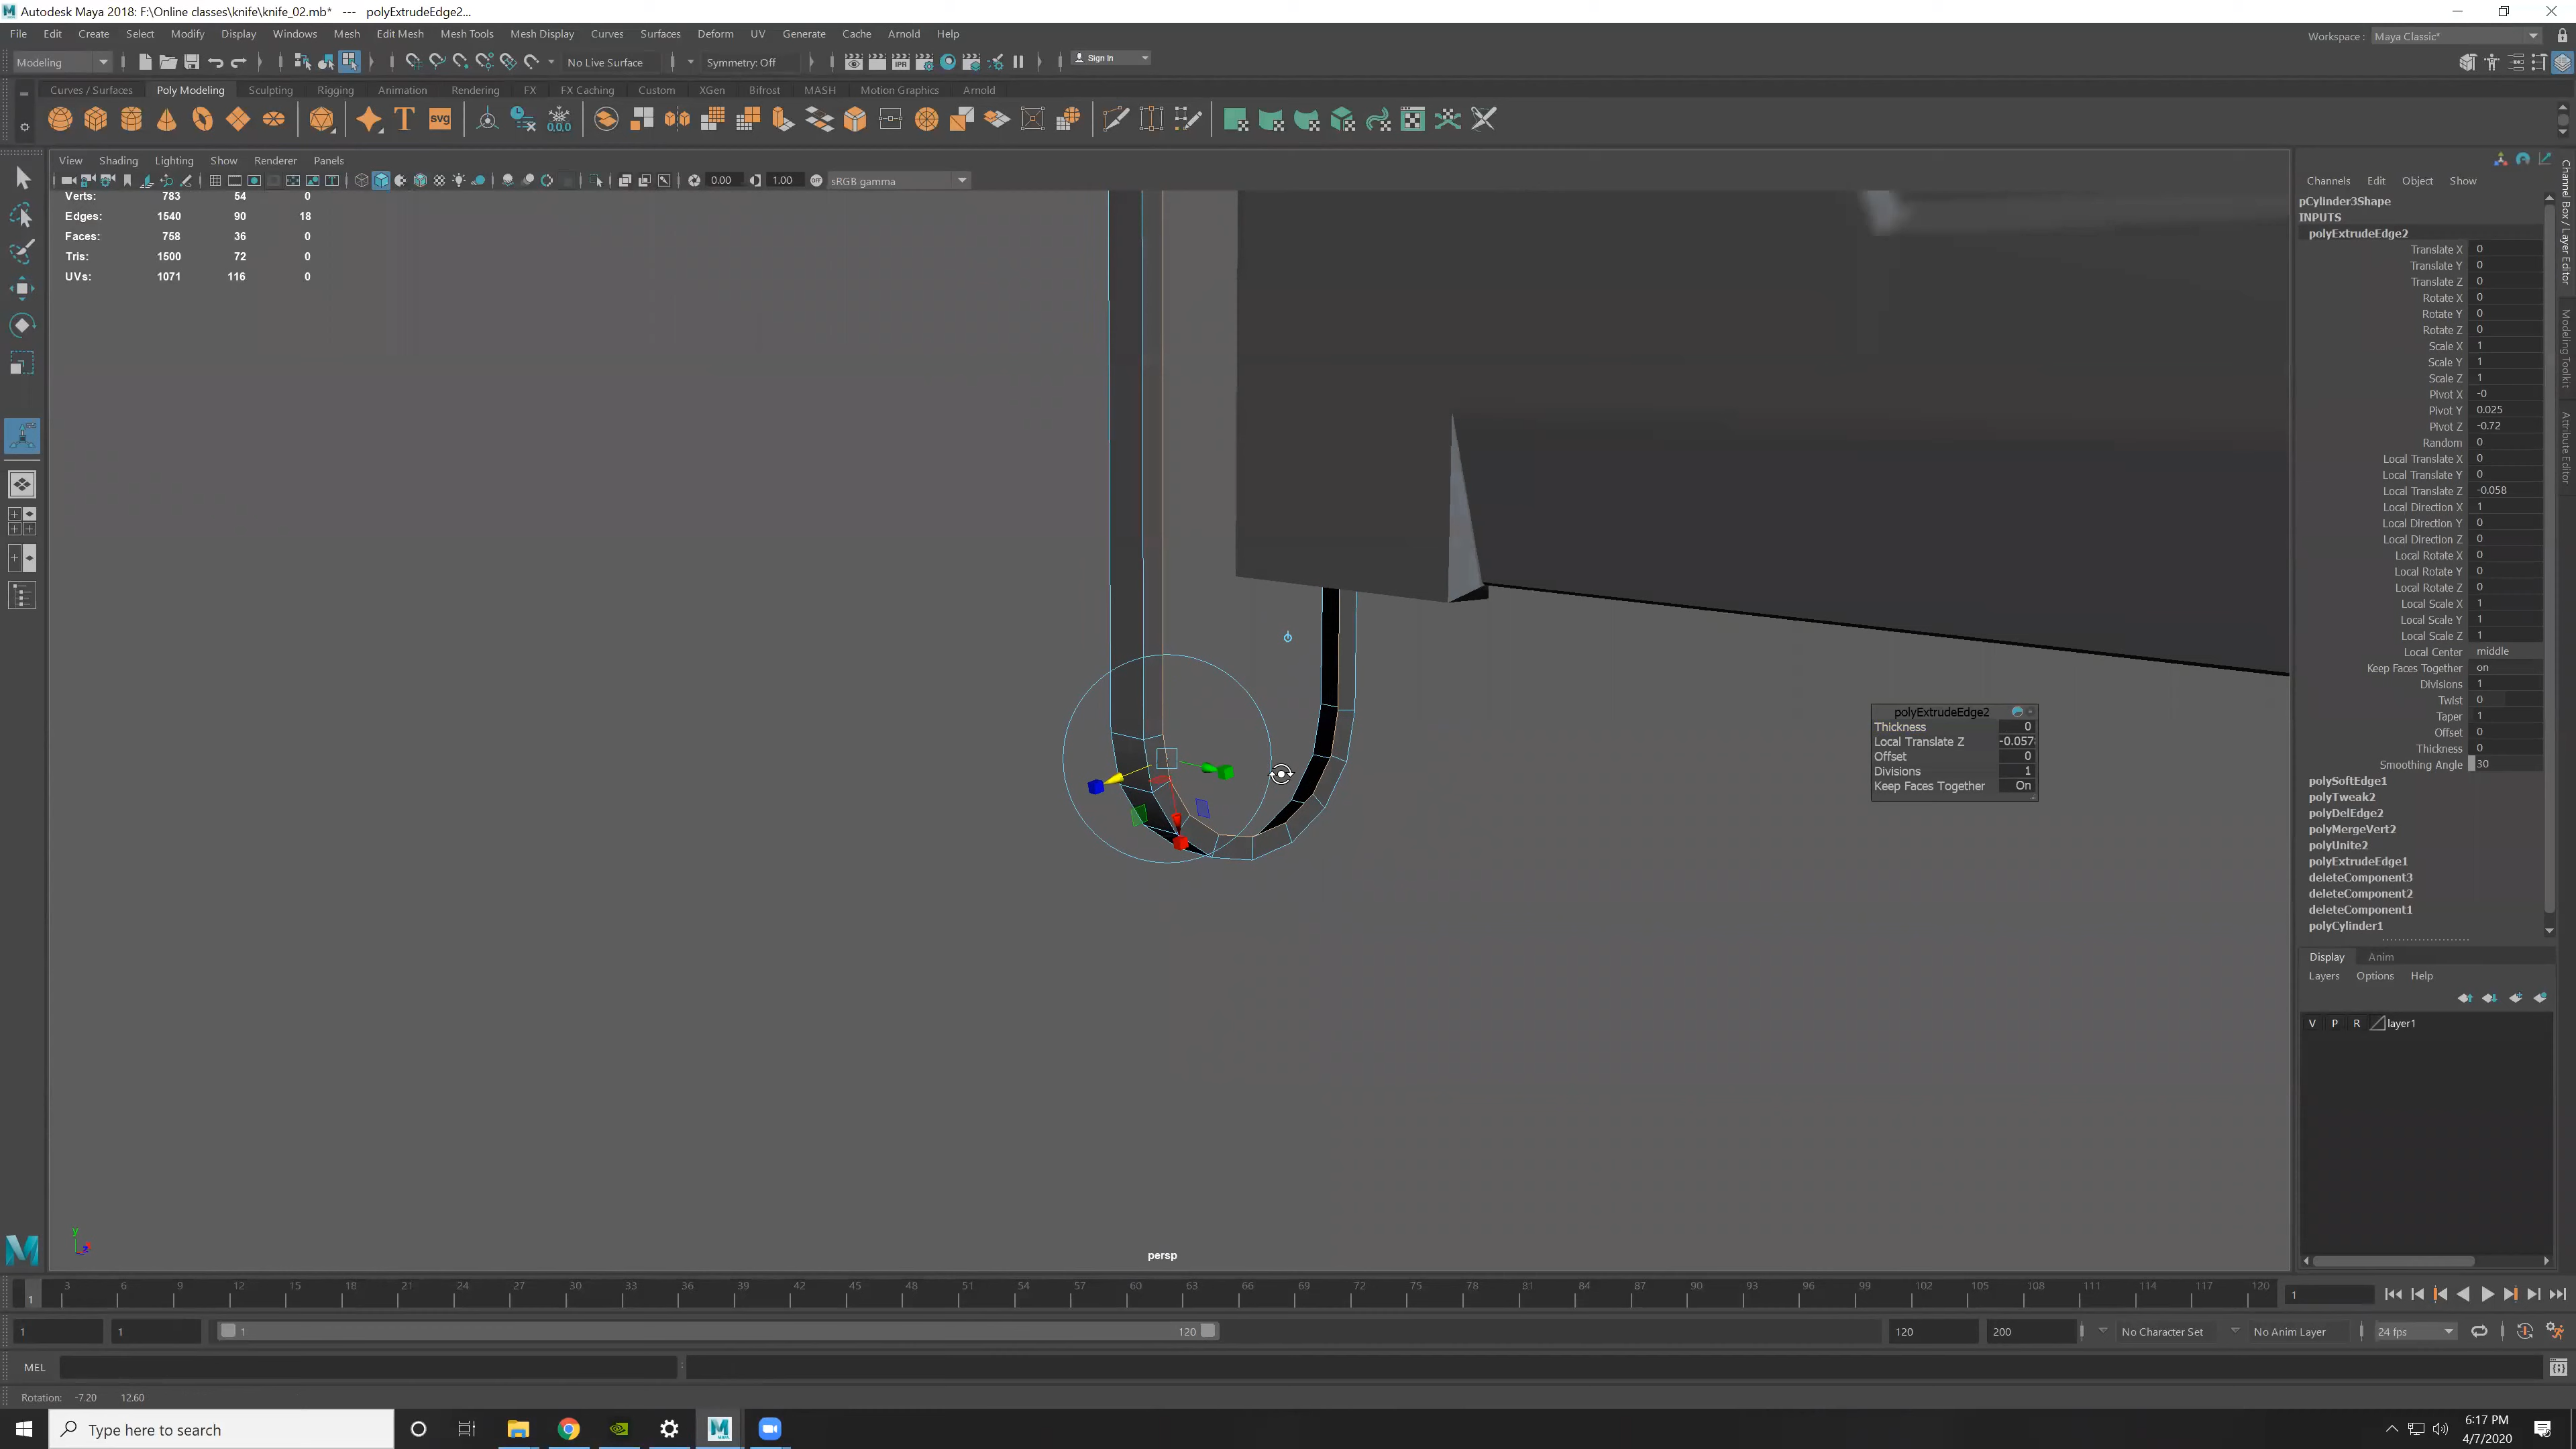 Autodesk Maya 2018: F:\Online classes\knife\knife_02.mb* --- polyExtrudeEdge2...
File Edit Create Select Modify Display Windows Mesh Edit Mesh Mesh Tools Mesh Display Curves Surfaces Deform UV Generate Cache Arnold Help
Workspace : Maya Classic*
Modeling No Live Surface Symmetry: Off IPR Sign In
Curves / Surfaces Poly Modeling Sculpting Rigging Animation Rendering FX FX Caching Custom XGen Bifrost MASH Motion Graphics Arnold
T SVG 0,0,0
View Shading Lighting Show Renderer Panels
0.00 1.00 sRGB gamma
Verts: 783 54 0
Edges: 1540 90 18
Faces: 758 36 0
Tris: 1500 72 0
UVs: 1071 116 0
polyExtrudeEdge2
Thickness 0
Local Translate Z -0.057
Offset 0
Divisions 1
Keep Faces Together On
y
z
persp
Channels Edit Object Show
pCylinder3Shape
INPUTS
polyExtrudeEdge2
Translate X 0
Translate Y 0
Translate Z 0
Rotate X 0
Rotate Y 0
Rotate Z 0
Scale X 1
Scale Y 1
Scale Z 1
Pivot X -0
Pivot Y 0.025
Pivot Z -0.72
Random 0
Local Translate X 0
Local Translate Y 0
Local Translate Z -0.058
Local Direction X 1
Local Direction Y 0
Local Direction Z 0
Local Rotate X 0
Local Rotate Y 0
Local Rotate Z 0
Local Scale X 1
Local Scale Y 1
Local Scale Z 1
Local Center middle
Keep Faces Together on
Divisions 1
Twist 0
Taper 1
Offset 0
Thickness 0
Smoothing Angle 30
polySoftEdge1
polyTweak2
polyDelEdge2
polyMergeVert2
polyUnite2
polyExtrudeEdge1
deleteComponent3
deleteComponent2
deleteComponent1
polyCylinder1
Channel Box / Layer Editor
Modeling Toolkit
Attribute Editor
Display Anim
Layers Options Help
V P R layer1
1 3 6 9 12 15 18 21 24 27 30 33 36 39 42 45 48 51 54 57 60 63 66 69 72 75 78 81 84 87 90 93 96 99 102 105 108 111 114 117 120 1
1 1 1 120 120 200 No Character Set No Anim Layer 24 fps
MEL
Rotation: -7.20 12.60
Type here to search
6:17 PM
4/7/2020